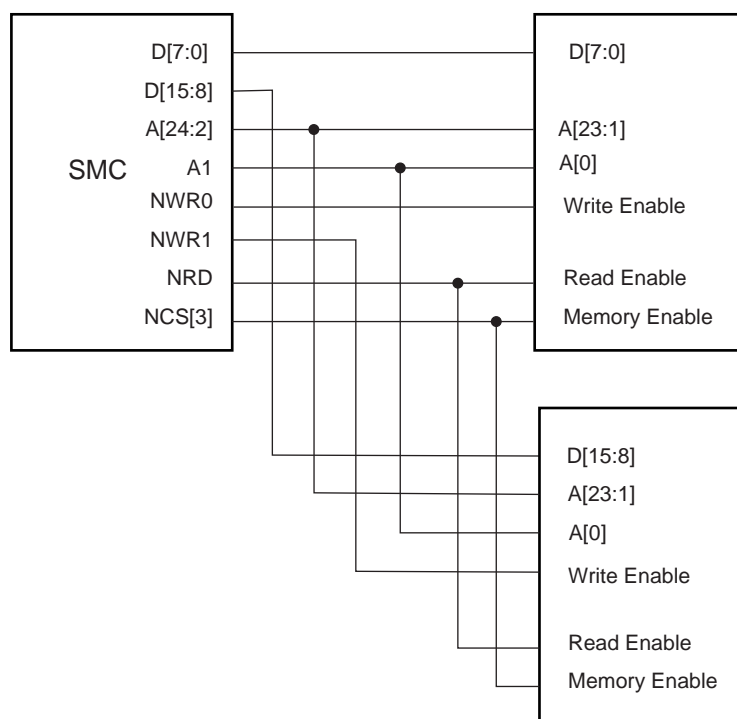 D[7:0]
D[15:8]
A[24:2]
SMC
A1
NWR0
NWR1
NRD
NCS[3]
D[7:0]
A[23:1]
A[0]
Write Enable
Read Enable
Memory Enable
D[15:8]
A[23:1]
A[0]
Write Enable
Read Enable
Memory Enable